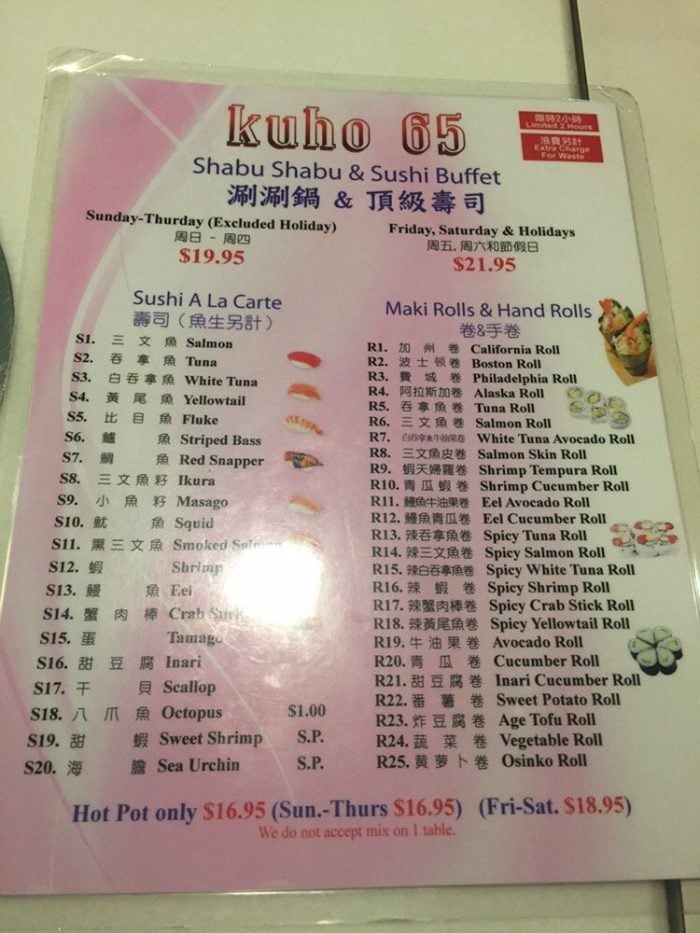 kuho 65
限時2小時
Limited 2 Hours
浪費另計
Extra Charge
For Waste
Shabu Shabu & Sushi Buffet
涮涮鍋 & 頂級壽司
Sunday-Thurday (Excluded Holiday)
周日 - 周四
$19.95
Friday, Saturday & Holidays
周五, 周六和節假日
$21.95
Sushi A La Carte
壽司（魚生另計）
S1. 三文魚 Salmon
S2. 吞拿魚 Tuna
S3. 白吞拿魚 White Tuna
S4. 黃尾魚 Yellowtail
S5. 比目魚 Fluke
S6. 鱸魚 Striped Bass
S7. 鯛魚 Red Snapper
S8. 三文魚籽 Ikura
S9. 小魚籽 Masago
S10. 魷魚 Squid
S11. 熏三文魚 Smoked Salmon
S12. 蝦 Shrimp
S13. 鰻魚 Eel
S14. 蟹肉棒 Crab Stick
S15. 蛋 Tamago
S16. 甜豆腐 Inari
S17. 干貝 Scallop
S18. 八爪魚 Octopus $1.00
S19. 甜蝦 Sweet Shrimp S.P.
S20. 海膽 Sea Urchin S.P.
Maki Rolls & Hand Rolls
卷&手卷
R1. 加州卷 California Roll
R2. 波士頓卷 Boston Roll
R3. 費城卷 Philadelphia Roll
R4. 阿拉斯加卷 Alaska Roll
R5. 吞拿魚卷 Tuna Roll
R6. 三文魚卷 Salmon Roll
R7. 白吞拿魚牛油果卷 White Tuna Avocado Roll
R8. 三文魚皮卷 Salmon Skin Roll
R9. 蝦天婦羅卷 Shrimp Tempura Roll
R10. 青瓜蝦卷 Shrimp Cucumber Roll
R11. 鰻魚牛油果卷 Eel Avocado Roll
R12. 鰻魚青瓜卷 Eel Cucumber Roll
R13. 辣吞拿魚卷 Spicy Tuna Roll
R14. 辣三文魚卷 Spicy Salmon Roll
R15. 辣白吞拿魚卷 Spicy White Tuna Roll
R16. 辣蝦卷 Spicy Shrimp Roll
R17. 辣蟹肉棒卷 Spicy Crab Stick Roll
R18. 辣黃尾魚卷 Spicy Yellowtail Roll
R19. 牛油果卷 Avocado Roll
R20. 青瓜卷 Cucumber Roll
R21. 甜豆腐卷 Inari Cucumber Roll
R22. 番薯卷 Sweet Potato Roll
R23. 炸豆腐卷 Age Tofu Roll
R24. 蔬菜卷 Vegetable Roll
R25. 黄萝卜卷 Osinko Roll
Hot Pot only $16.95 (Sun.-Thurs $16.95) (Fri-Sat. $18.95)
We do not accept mix on 1 table.